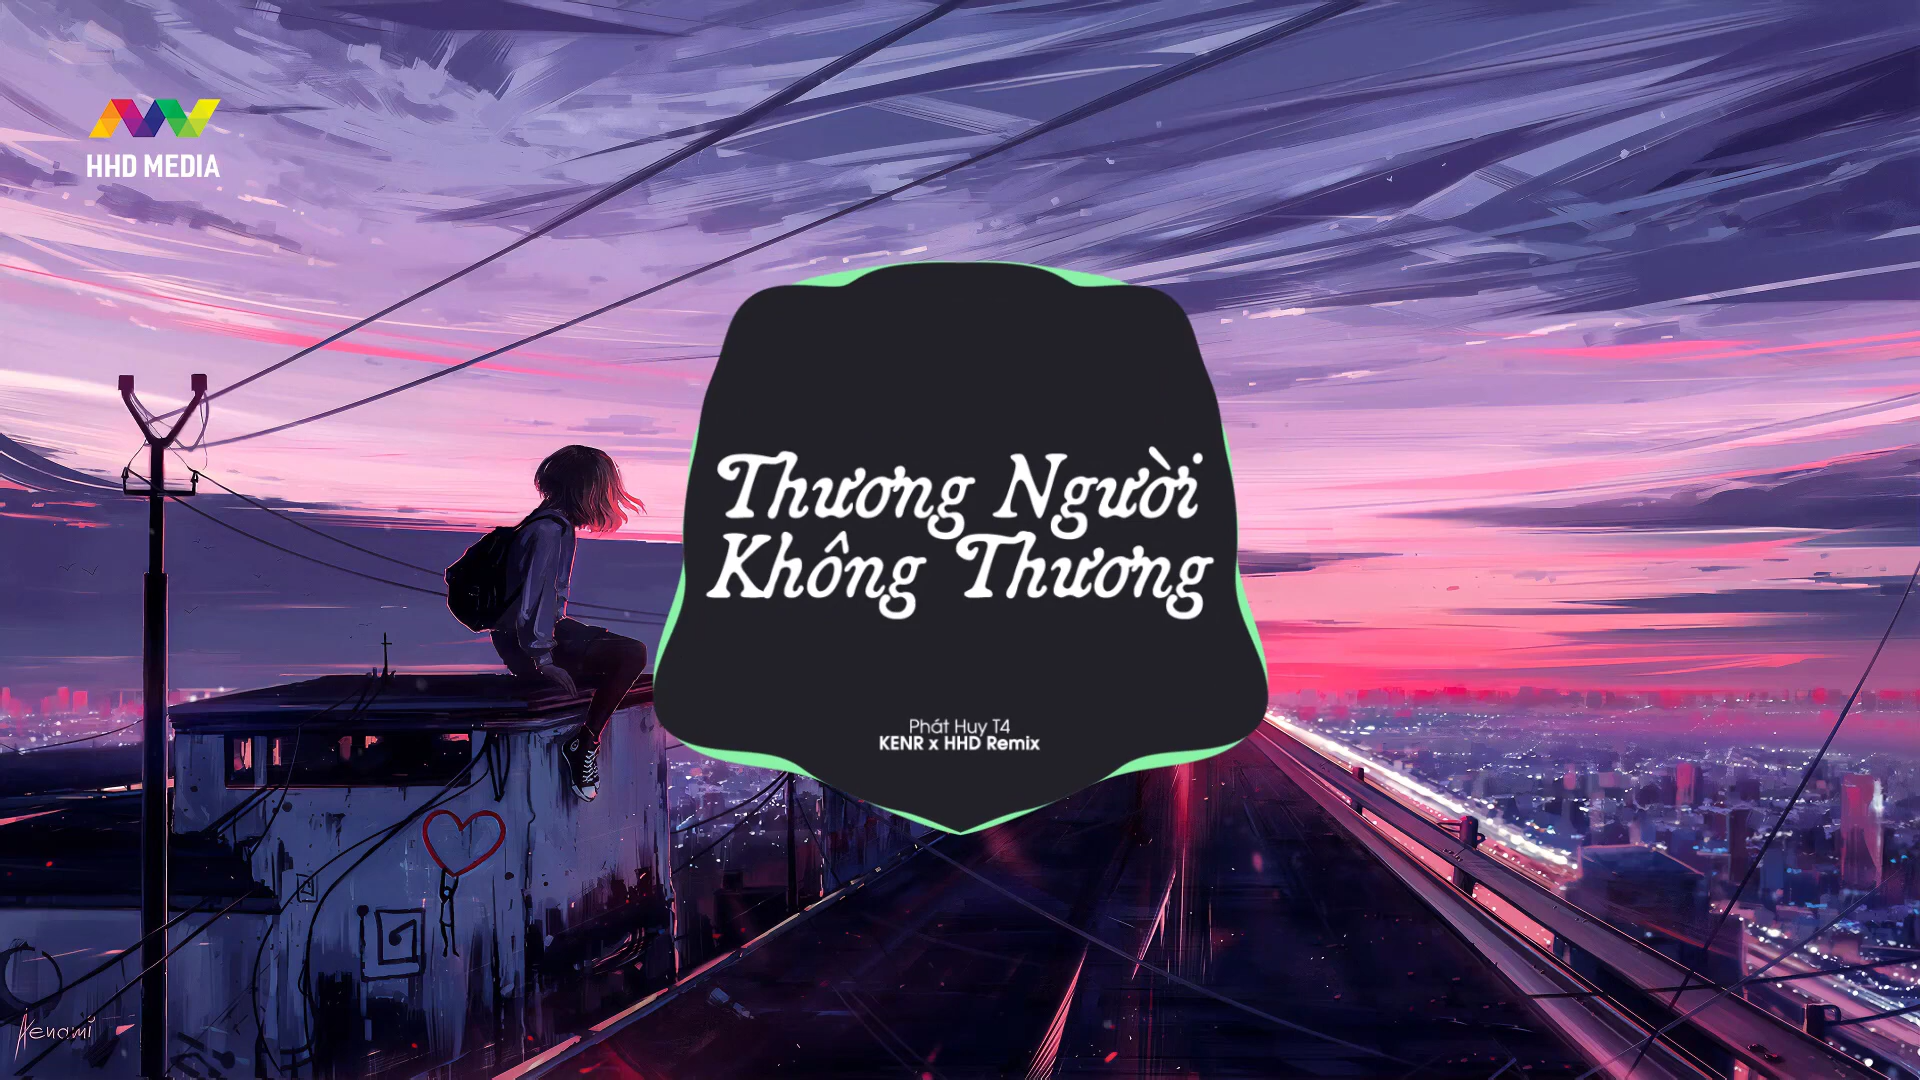 HHD MEDIA
Thương Người
Không Thương
Phát Huy T4
KENR x HHD Remix
Aenami